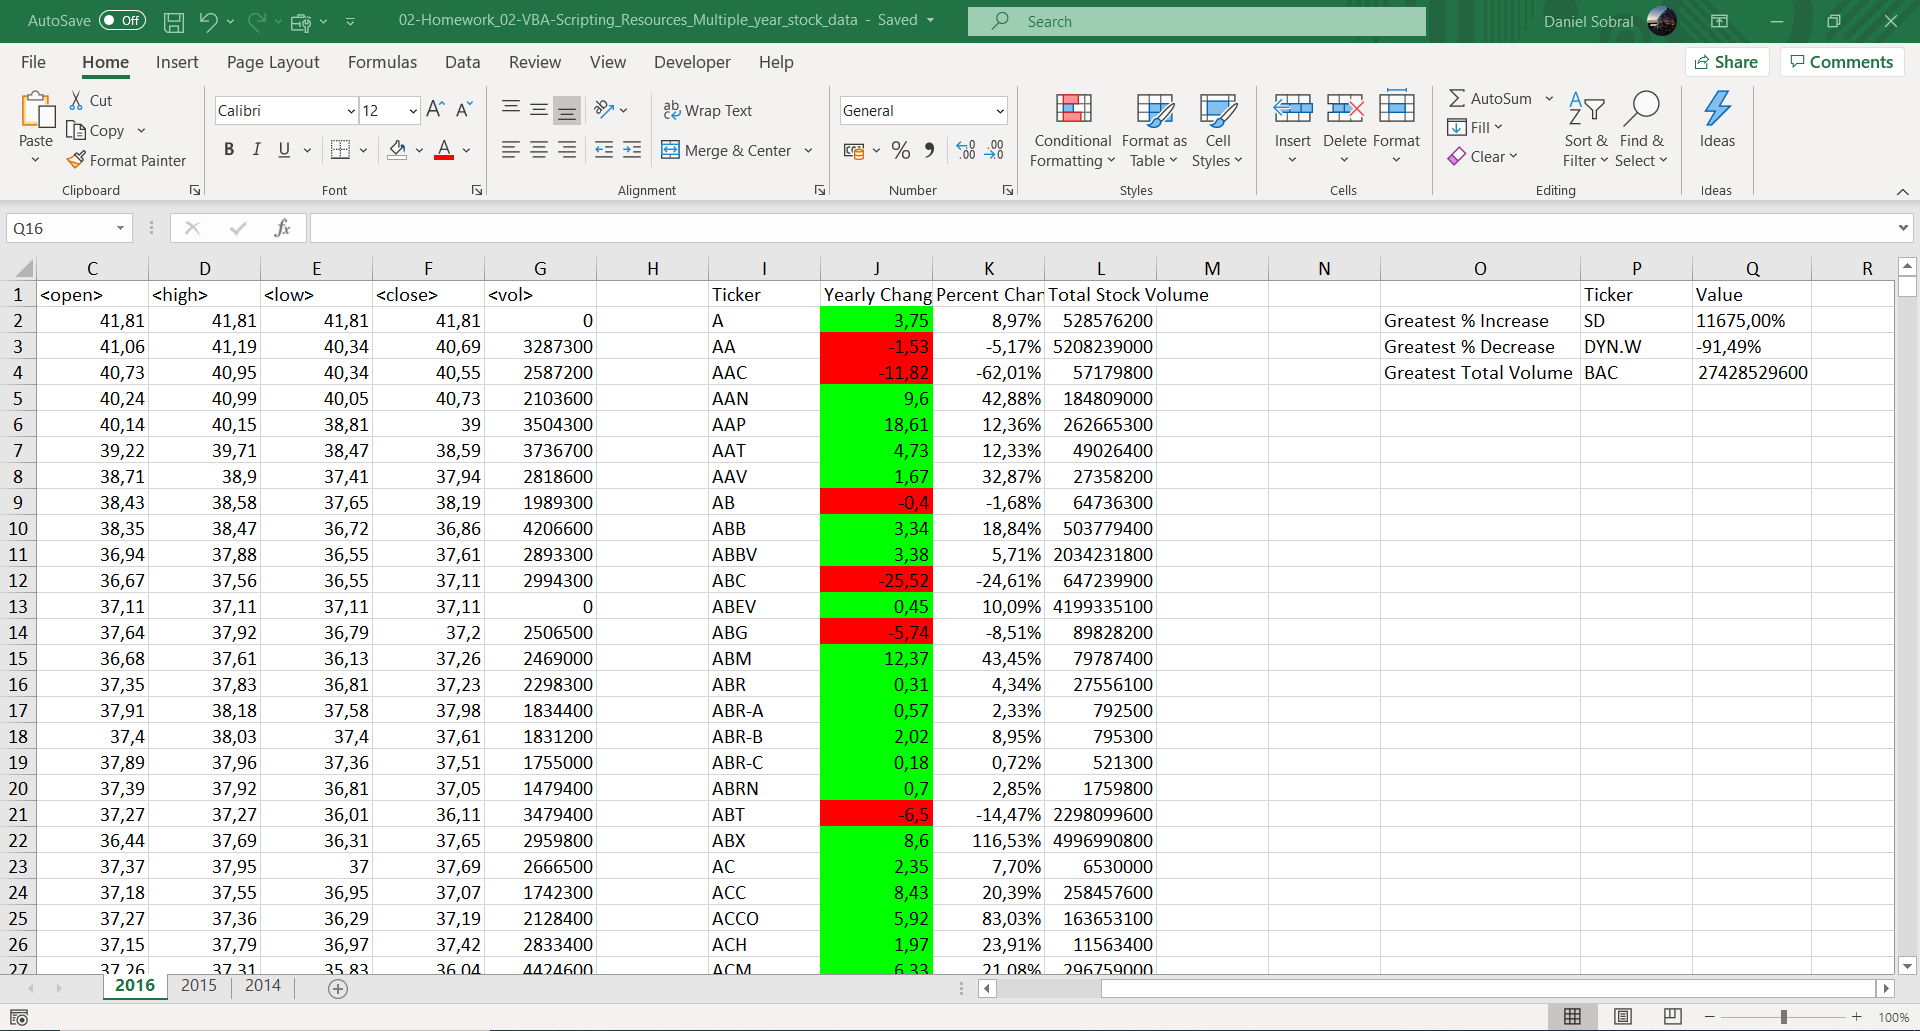 AutoSave Off 02-Homework_02-VBA-Scripting_Resources_Multiple_year_stock_data - Saved Search Daniel Sobral
File Home Insert Page Layout Formulas Data Review View Developer Help Share Comments
Paste Cut Copy Format Painter Clipboard
Calibri 12 B I U A Font
Wrap Text Merge & Center Alignment
General % Number
Conditional Formatting Format as Table Cell Styles Styles
Insert Delete Format Cells
AutoSum Fill Clear Sort & Filter Find & Select Editing
Ideas Ideas
Q16 fx
C D E F G H I J K L M N O P Q R
1 <open> <high> <low> <close> <vol> Ticker Yearly Chang Percent Char Total Stock Volume Ticker Value
2 41,81 41,81 41,81 41,81 0 A 3,75 8,97% 528576200 Greatest % Increase SD 11675,00%
3 41,06 41,19 40,34 40,69 3287300 AA -1,53 -5,17% 5208239000 Greatest % Decrease DYN.W -91,49%
4 40,73 40,95 40,34 40,55 2587200 AAC -11,82 -62,01% 57179800 Greatest Total Volume BAC 27428529600
5 40,24 40,99 40,05 40,73 2103600 AAN 9,6 42,88% 184809000
6 40,14 40,15 38,81 39 3504300 AAP 18,61 12,36% 262665300
7 39,22 39,71 38,47 38,59 3736700 AAT 4,73 12,33% 49026400
8 38,71 38,9 37,41 37,94 2818600 AAV 1,67 32,87% 27358200
9 38,43 38,58 37,65 38,19 1989300 AB -0,4 -1,68% 64736300
10 38,35 38,47 36,72 36,86 4206600 ABB 3,34 18,84% 503779400
11 36,94 37,88 36,55 37,61 2893300 ABBV 3,38 5,71% 2034231800
12 36,67 37,56 36,55 37,11 2994300 ABC -25,52 -24,61% 647239900
13 37,11 37,11 37,11 37,11 0 ABEV 0,45 10,09% 4199335100
14 37,64 37,92 36,79 37,2 2506500 ABG -5,74 -8,51% 89828200
15 36,68 37,61 36,13 37,26 2469000 ABM 12,37 43,45% 79787400
16 37,35 37,83 36,81 37,23 2298300 ABR 0,31 4,34% 27556100
17 37,91 38,18 37,58 37,98 1834400 ABR-A 0,57 2,33% 792500
18 37,4 38,03 37,4 37,61 1831200 ABR-B 2,02 8,95% 795300
19 37,89 37,96 37,36 37,51 1755000 ABR-C 0,18 0,72% 521300
20 37,39 37,92 36,81 37,05 1479400 ABRN 0,7 2,85% 1759800
21 37,27 37,27 36,01 36,11 3479400 ABT -6,5 -14,47% 2298099600
22 36,44 37,69 36,31 37,65 2959800 ABX 8,6 116,53% 4996990800
23 37,37 37,95 37 37,69 2666500 AC 2,35 7,70% 6530000
24 37,18 37,55 36,95 37,07 1742300 ACC 8,43 20,39% 258457600
25 37,27 37,36 36,29 37,19 2128400 ACCO 5,92 83,03% 163653100
26 37,15 37,79 36,97 37,42 2833400 ACH 1,97 23,91% 11563400
27 37,26 37,31 35,83 36,04 4424600 ACM 6,33 21,08% 296759000
2016 2015 2014
100%